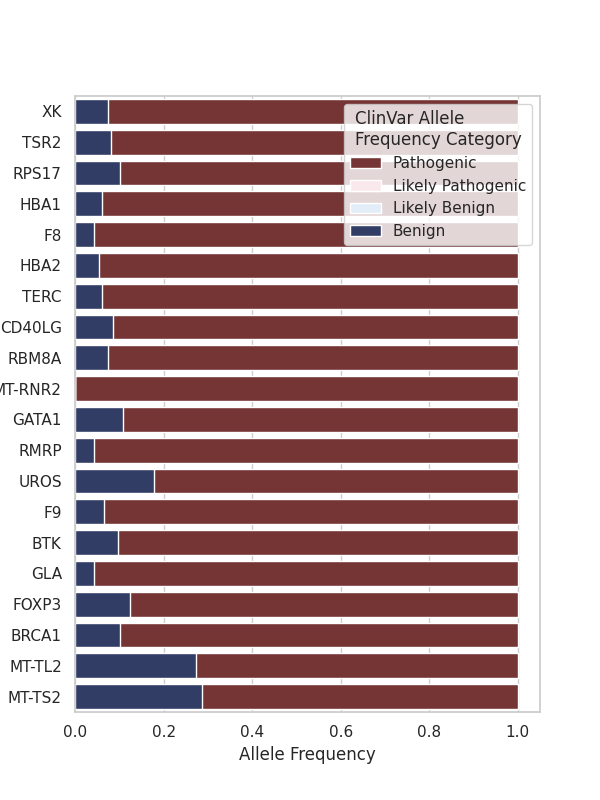 XK
TSR2
RPS17
HBA1
F8
HBA2
TERC
CD40LG
RBM8A
MT-RNR2
GATA1
RMRP
UROS
F9
BTK
GLA
FOXP3
BRCA1
MT-TL2
MT-TS2
ClinVar Allele
Frequency Category
Pathogenic
Likely Pathogenic
Likely Benign
Benign
0.0 0.2 0.4 0.6 0.8 1.0
Allele Frequency